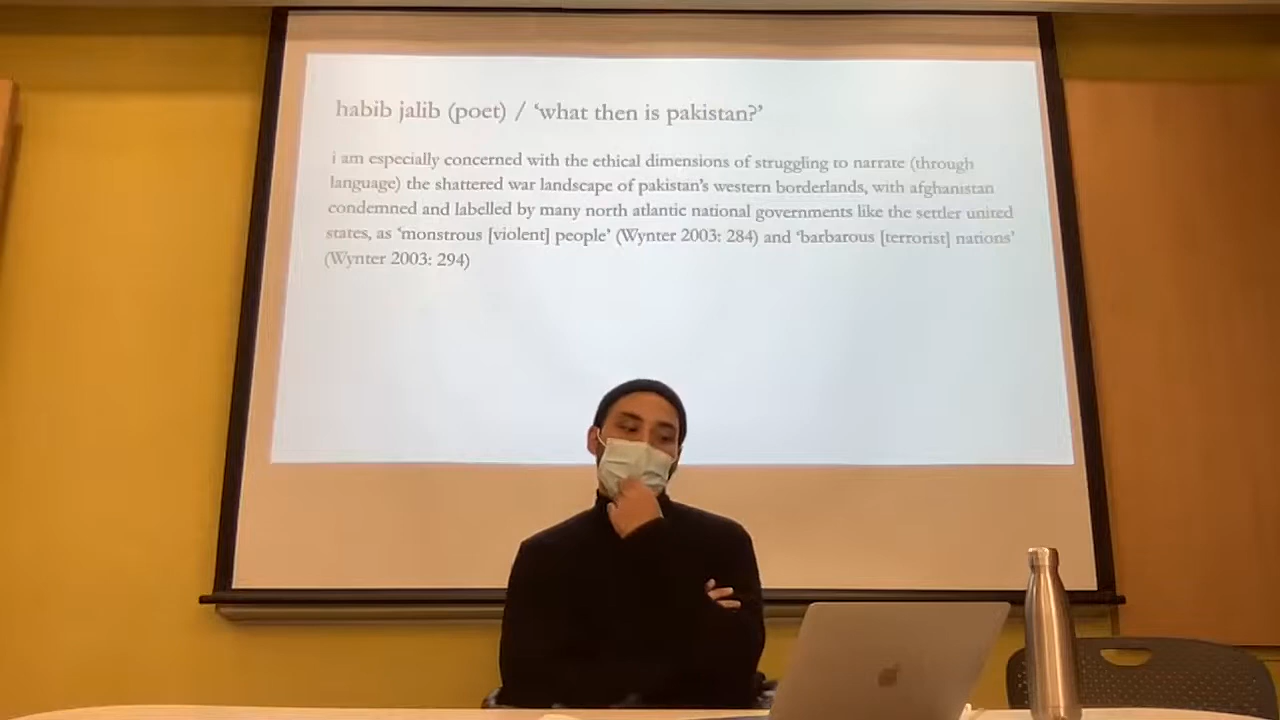 habib jalib (poet) / ‘what then is pakistan?’
i am especially concerned with the ethical dimensions of struggling to narrate (through
language) the shattered war landscape of pakistan’s western borderlands, with afghanistan
condemned and labelled by many north atlantic national governments like the settler united
states, as ‘monstrous [violent] people’ (Wynter 2003: 284) and ‘barbarous [terrorist] nations’
(Wynter 2003: 294)